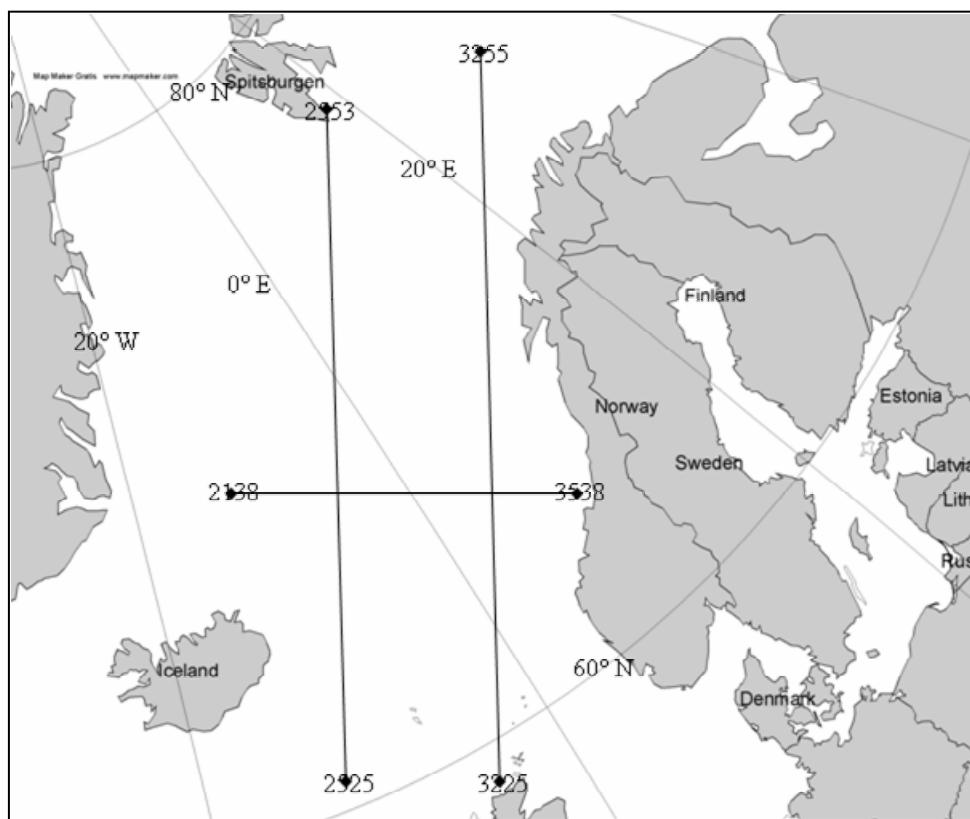 3255
Map Maker Gratis www.mapmaker.com
Spitsburgen
80° N
2553
20° E
0° E
Finland
20° W
Estonia
Norway
Latvia
Sweden
2138
3538
Lith
Rus
Iceland
60° N
Denmark
2525
3225